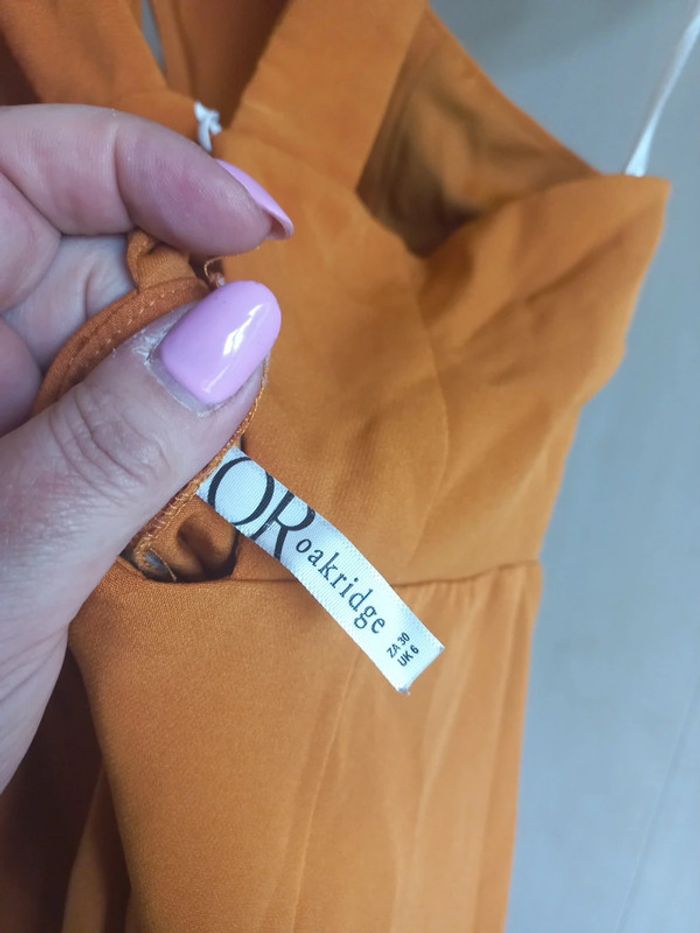 OR
oakridge
ZA 30
UK 6